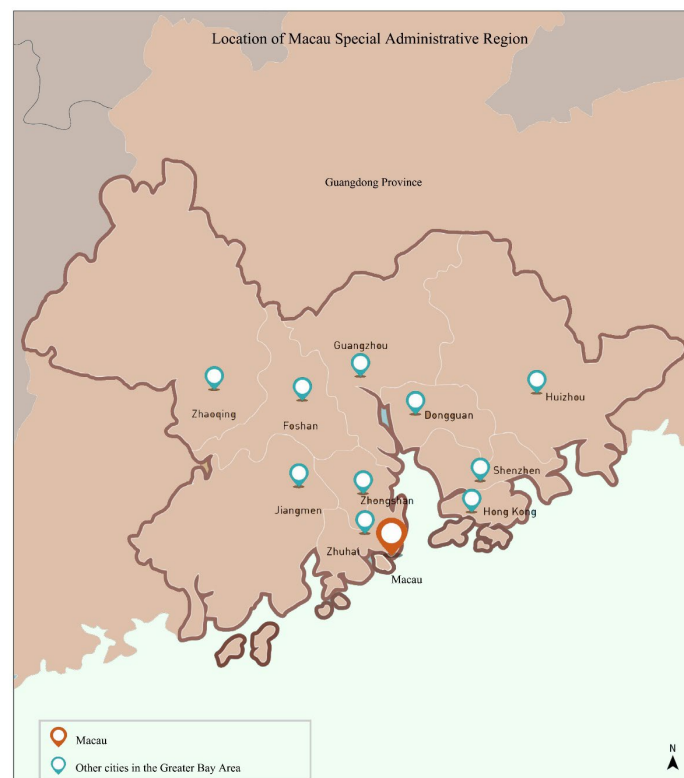 Location of Macau Special Administrative Region
Guangdong Province
Guangzhou
Zhaoqing
Foshan
Dongguan
Huizhou
Jiangmen
Zhongshan
Shenzhen
Hong Kong
Zhuhai
Macau
Macau
Other cities in the Greater Bay Area
N